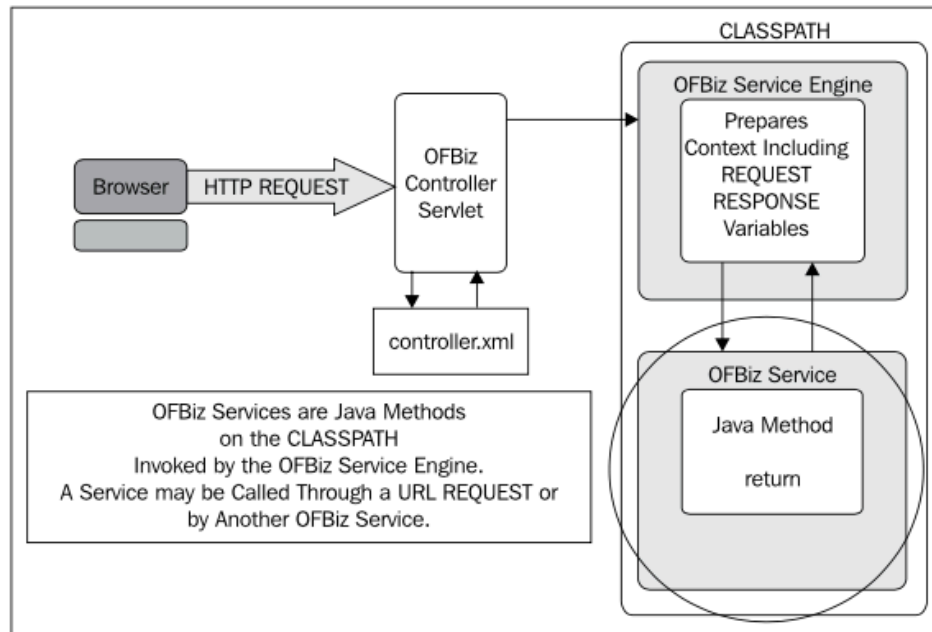 CLASSPATH
OFBiz Service Engine
Prepares
Context Including
REQUEST
RESPONSE
Variables
OFBiz
Controller
Servlet
Browser
HTTP REQUEST
controller.xml
OFBiz Service
Java Method
return
OFBiz Services are Java Methods
on the CLASSPATH
Invoked by the OFBiz Service Engine.
A Service may be Called Through a URL REQUEST or
by Another OFBiz Service.